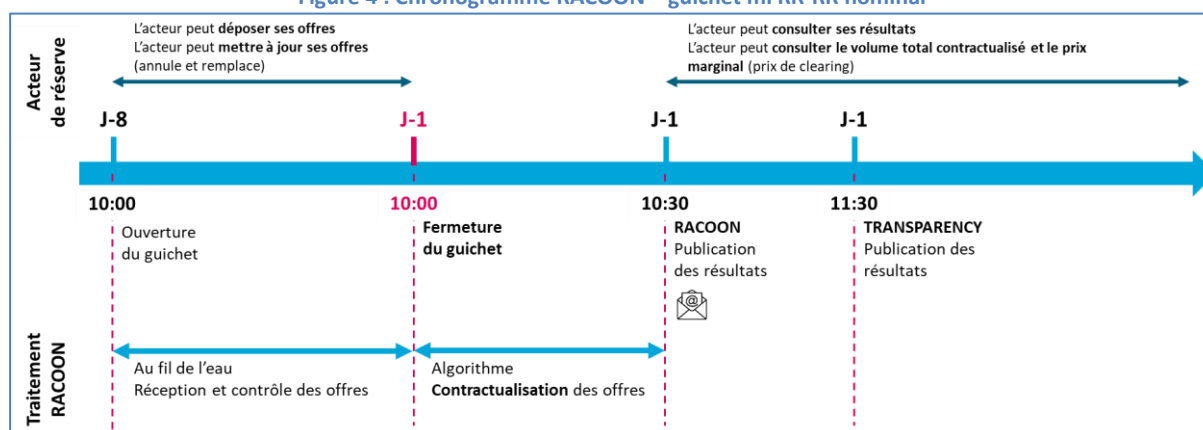 Figure 4 : Chronogramme RACOON – guichet mFRR-RR nominal
L'acteur peut déposer ses offres
L'acteur peut mettre à jour ses offres
(annule et remplace)
L'acteur peut consulter ses résultats
L'acteur peut consulter le volume total contractualisé et le prix
marginal (prix de clearing)
Acteur
de réserve
J-8
J-1
J-1
J-1
10:00
10:00
10:30
11:30
Ouverture
du guichet
Fermeture
du guichet
RACOON
Publication
des résultats
TRANSPARENCY
Publication des
résultats
Traitement
RACOON
Au fil de l'eau
Réception et contrôle des offres
Algorithme
Contractualisation des offres